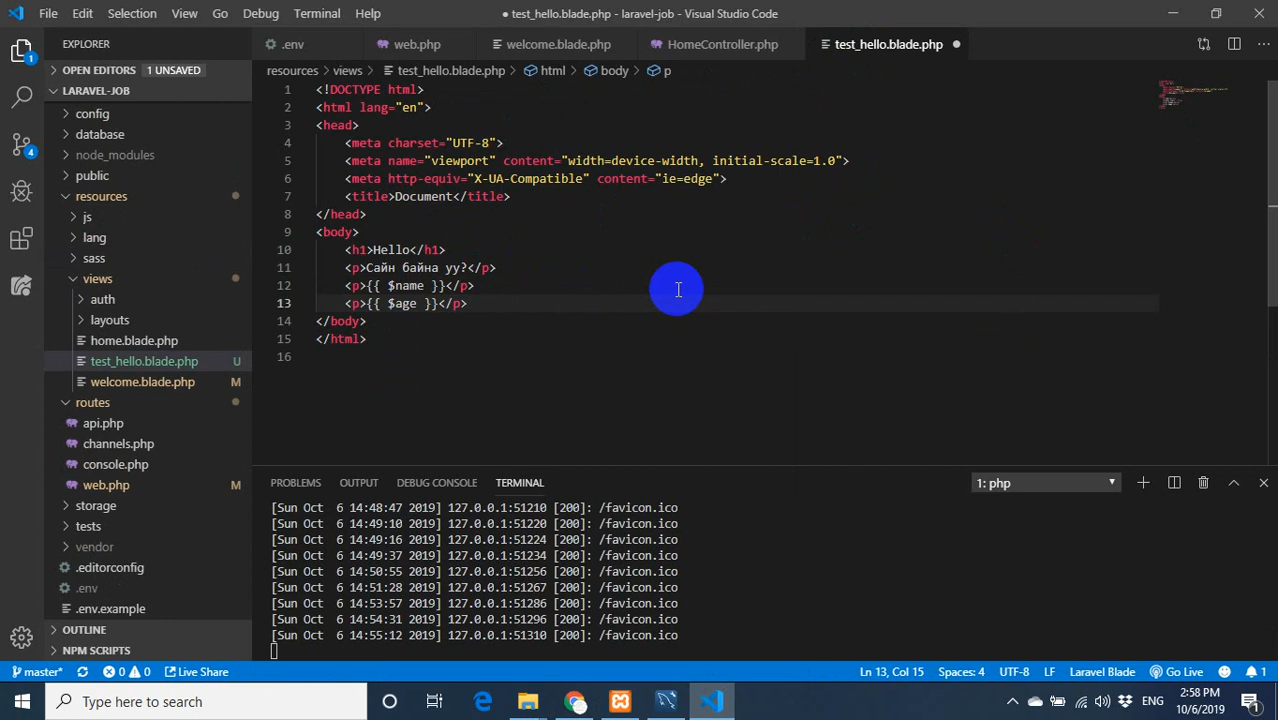 File Edit Selection View Go Debug Terminal Help
● test_hello.blade.php - laravel-job - Visual Studio Code
EXPLORER
.env
web.php
welcome.blade.php
HomeController.php
test_hello.blade.php
OPEN EDITORS 1 UNSAVED
LARAVEL-JOB
config
database
node_modules
public
resources
js
lang
sass
views
auth
layouts
home.blade.php
test_hello.blade.php U
welcome.blade.php M
routes
api.php
channels.php
console.php
web.php M
storage
tests
vendor
.editorconfig
.env
.env.example
OUTLINE
NPM SCRIPTS
1
4
resources > views > test_hello.blade.php > html > body > p
1 <!DOCTYPE html>
2 <html lang="en">
3 <head>
4 <meta charset="UTF-8">
5 <meta name="viewport" content="width=device-width, initial-scale=1.0">
6 <meta http-equiv="X-UA-Compatible" content="ie=edge">
7 <title>Document</title>
8 </head>
9 <body>
10 <h1>Hello</h1>
11 <p>Сайн байна уу?</p>
12 <p>{{ $name }}</p>
13 <p>{{ $age }}</p>
14 </body>
15 </html>
16
PROBLEMS OUTPUT DEBUG CONSOLE TERMINAL
1: php
[Sun Oct  6 14:48:47 2019] 127.0.0.1:51210 [200]: /favicon.ico
[Sun Oct  6 14:49:10 2019] 127.0.0.1:51220 [200]: /favicon.ico
[Sun Oct  6 14:49:16 2019] 127.0.0.1:51224 [200]: /favicon.ico
[Sun Oct  6 14:49:37 2019] 127.0.0.1:51234 [200]: /favicon.ico
[Sun Oct  6 14:50:55 2019] 127.0.0.1:51256 [200]: /favicon.ico
[Sun Oct  6 14:51:28 2019] 127.0.0.1:51267 [200]: /favicon.ico
[Sun Oct  6 14:53:57 2019] 127.0.0.1:51286 [200]: /favicon.ico
[Sun Oct  6 14:54:31 2019] 127.0.0.1:51296 [200]: /favicon.ico
[Sun Oct  6 14:55:12 2019] 127.0.0.1:51310 [200]: /favicon.ico
master* 0 0 Live Share
Ln 13, Col 15 Spaces: 4 UTF-8 LF Laravel Blade Go Live 1
Type here to search
ENG
2:58 PM
10/6/2019
1